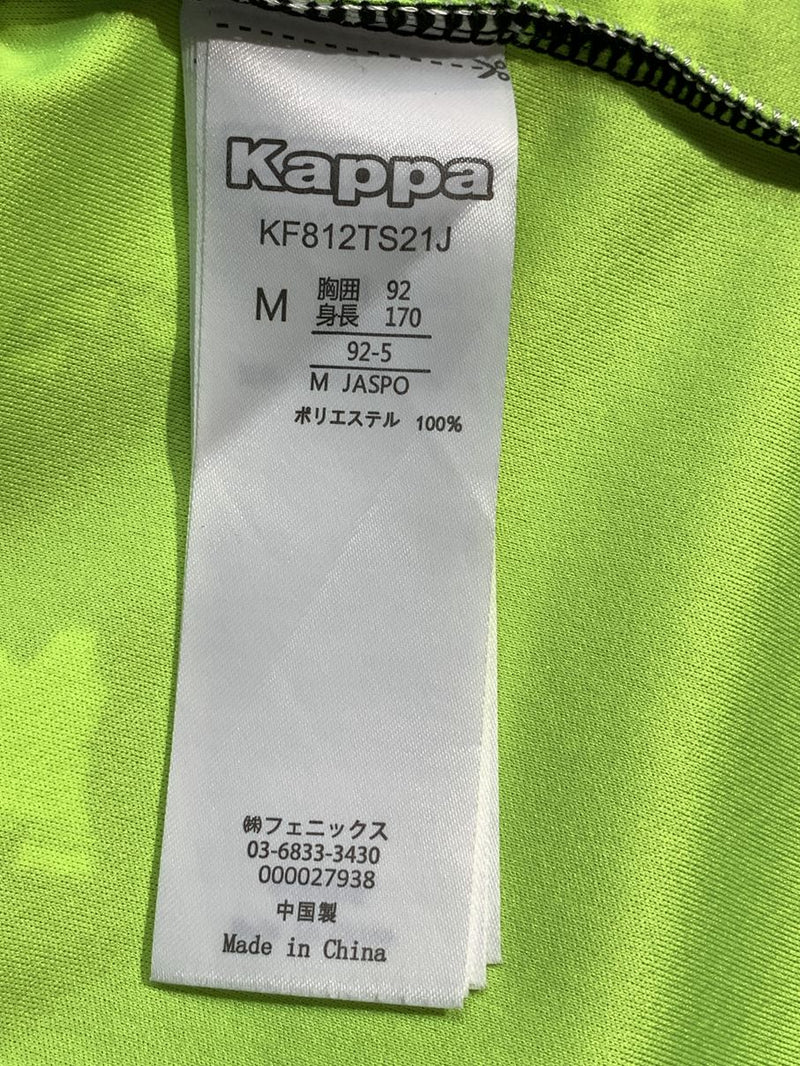 Kappa
KF812TS21J
M
胸囲 92
身長 170
92-5
M JASPO
ポリエステル 100%
㈱フェニックス
03-6833-3430
000027938
中国製
Made in China